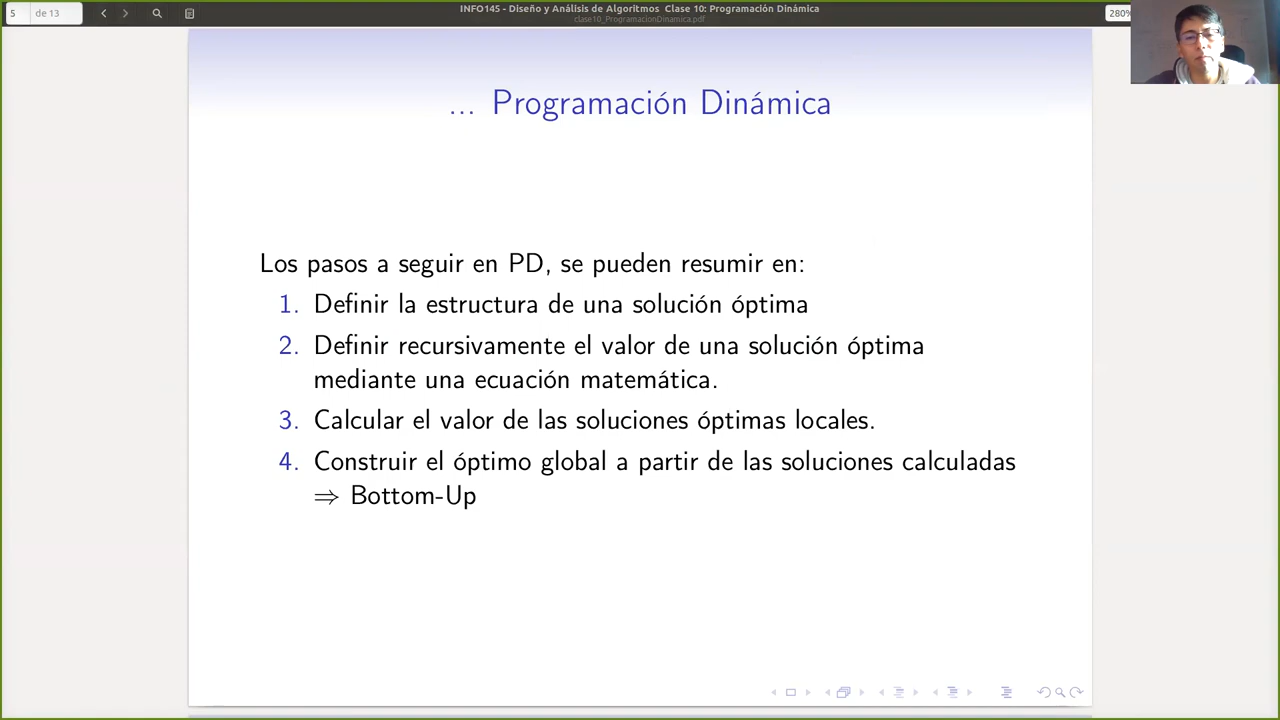 5 de 13
INFO145 - Diseño y Análisis de Algoritmos Clase 10: Programación Dinámica
clase10_ProgramacionDinamica.pdf
280%
... Programación Dinámica
Los pasos a seguir en PD, se pueden resumir en:
1. Definir la estructura de una solución óptima
2. Definir recursivamente el valor de una solución óptima
mediante una ecuación matemática.
3. Calcular el valor de las soluciones óptimas locales.
4. Construir el óptimo global a partir de las soluciones calculadas
⇒ Bottom-Up